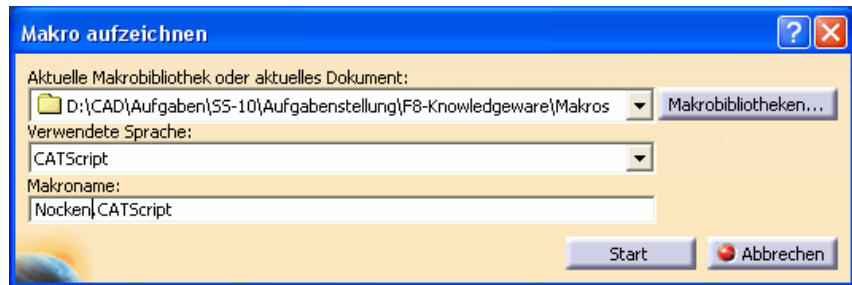 Makro aufzeichnen
Aktuelle Makrobibliothek oder aktuelles Dokument:
D:\CAD\Aufgaben\SS-10\Aufgabenstellung\F8-Knowledgeware\Makros Makrobibliotheken...
Verwendete Sprache:
CATScript
Makroname:
Nocken.CATScript
Start Abbrechen